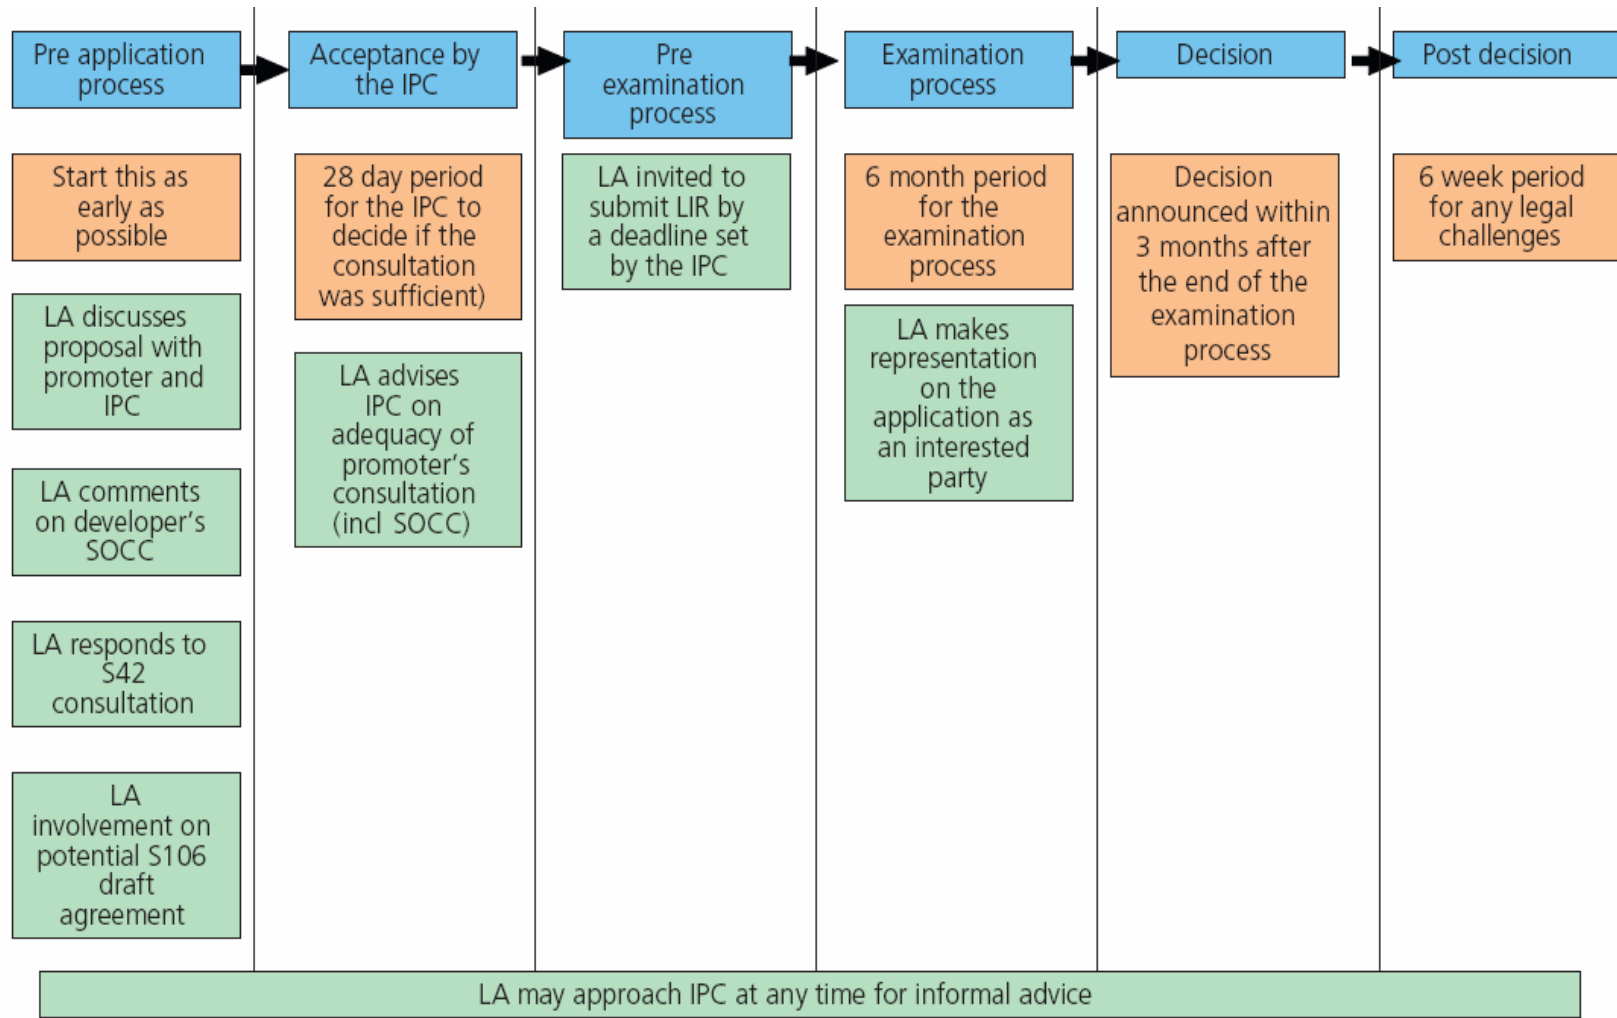 Pre application
process
Acceptance by
the IPC
Pre
examination
process
Examination
process
Decision
Post decision
Start this as
early as
possible
LA discusses
proposal with
promoter and
IPC
LA comments
on developer's
SOCC
LA responds to
S42
consultation
LA
involvement on
potential S106
draft
agreement
28 day period
for the IPC to
decide if the
consultation
was sufficient)
LA advises
IPC on
adequacy of
promoter's
consultation
(incl SOCC)
LA invited to
submit LIR by
a deadline set
by the IPC
6 month period
for the
examination
process
LA makes
representation
on the
application as
an interested
party
Decision
announced within
3 months after
the end of the
examination
process
6 week period
for any legal
challenges
LA may approach IPC at any time for informal advice